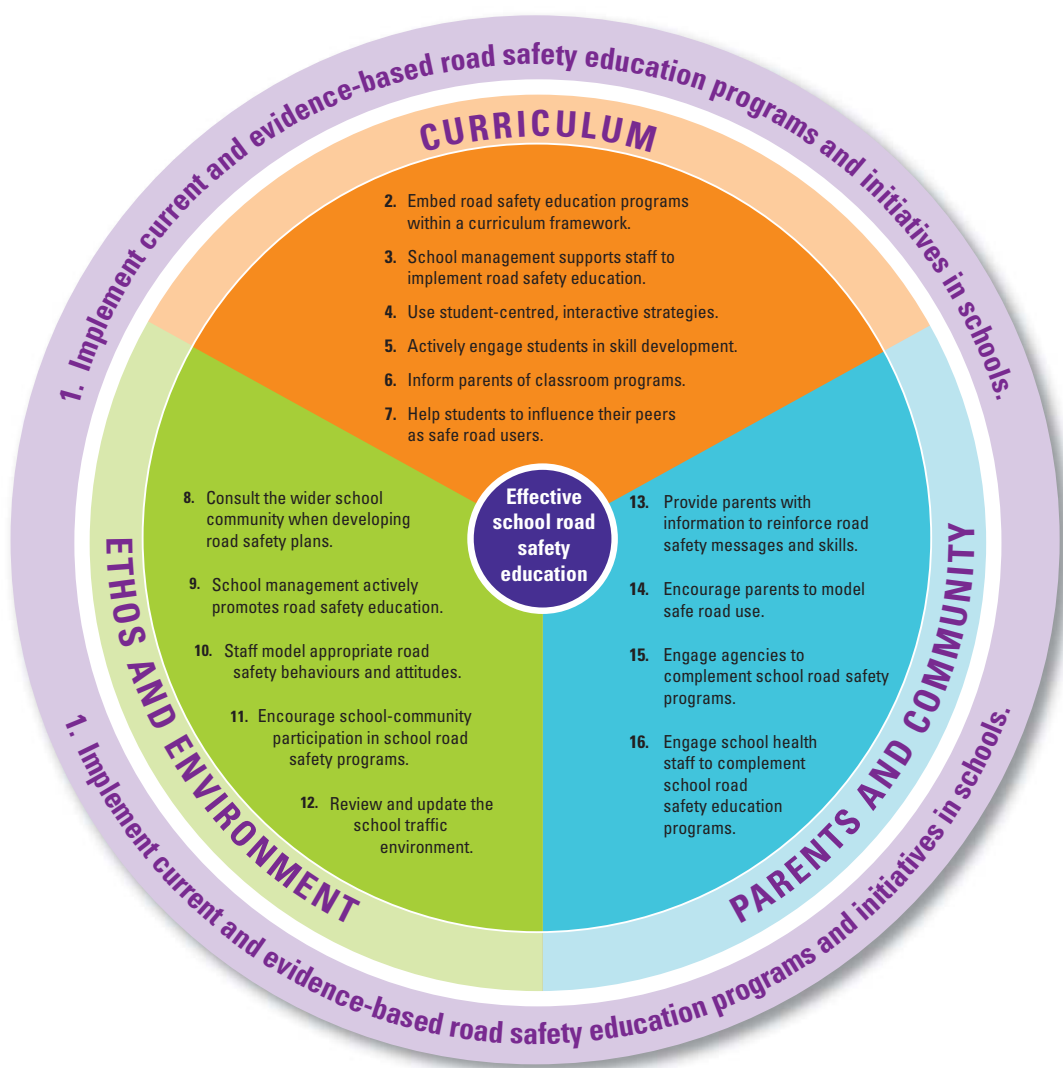 1. Implement current and evidence-based road safety education programs and initiatives in schools.
CURRICULUM
2. Embed road safety education programs
within a curriculum framework.
3. School management supports staff to
implement road safety education.
4. Use student-centred, interactive strategies.
5. Actively engage students in skill development.
6. Inform parents of classroom programs.
7. Help students to influence their peers
as safe road users.
Effective
school road
safety
education
ETHOS AND ENVIRONMENT
8. Consult the wider school
community when developing
road safety plans.
9. School management actively
promotes road safety education.
10. Staff model appropriate road
safety behaviours and attitudes.
11. Encourage school-community
participation in school road
safety programs.
12. Review and update the
school traffic
environment.
PARENTS AND COMMUNITY
13. Provide parents with
information to reinforce road
safety messages and skills.
14. Encourage parents to model
safe road use.
15. Engage agencies to
complement school road safety
programs.
16. Engage school health
staff to complement
school road
safety education
programs.
1. Implement current and evidence-based road safety education programs and initiatives in schools.